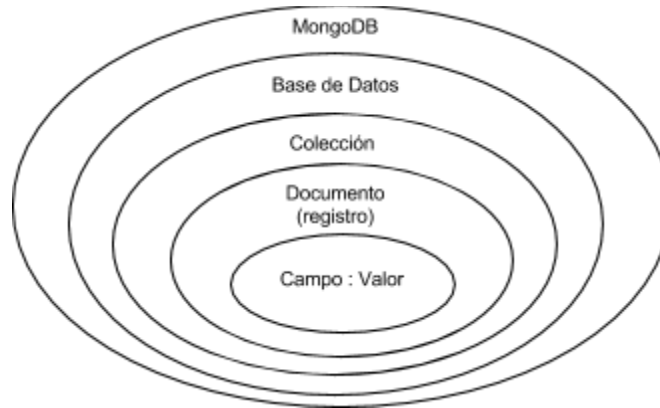 MongoDB
Base de Datos
Colección
Documento
(registro)
Campo : Valor